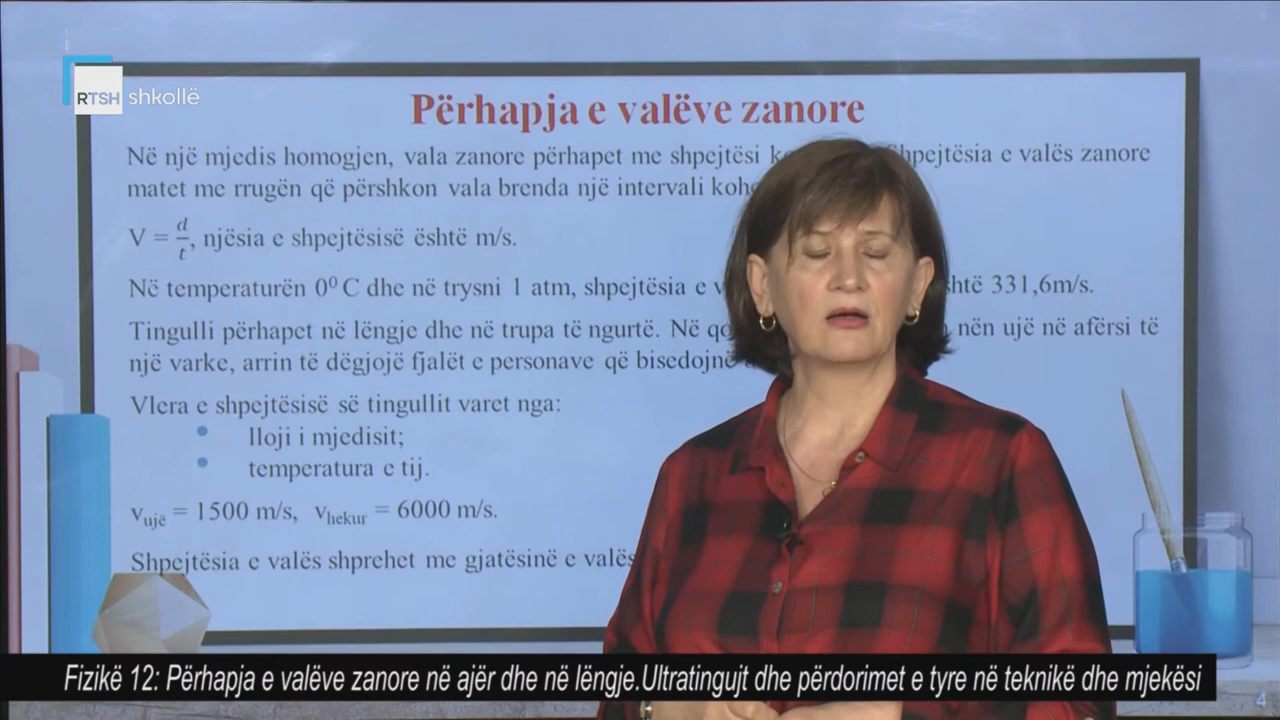 RTSH shkollë
Përhapja e valëve zanore
Në një mjedis homogjen, vala zanore përhapet me shpejtësi Shpejtësia e valës zanore
matet me rrugën që përshkon vala brenda një intervali
V = d/t, njësia e shpejtësisë është m/s.
Në temperaturën 0⁰ C dhe në trysni 1 atm, shpejtësia e 331,6m/s.
Tingulli përhapet në lëngje dhe në trupa të ngurtë. Në nën ujë në afërsi të
një varke, arrin të dëgjojë fjalët e personave që bisedojnë
Vlera e shpejtësisë së tingullit varet nga:
• lloji i mjedisit;
• temperatura e tij.
vujë = 1500 m/s, vhekur = 6000 m/s.
Shpejtësia e valës shprehet me gjatësinë e valës
Fizikë 12: Përhapja e valëve zanore në ajër dhe në lëngje.Ultratingujt dhe përdorimet e tyre në teknikë dhe mjekësi
4